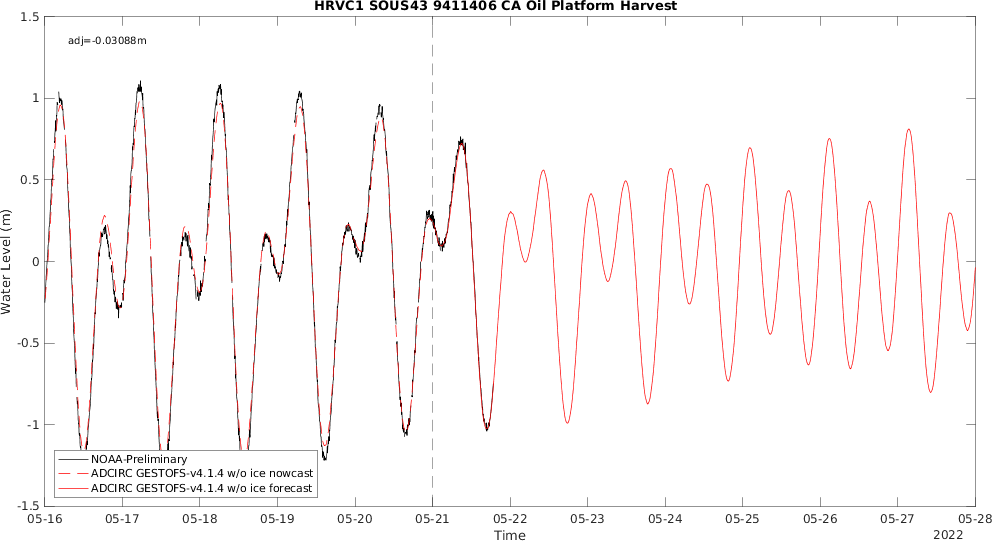 HRVC1 SOUS43 9411406 CA Oil Platform Harvest
1.5
adj=-0.03088m
1
0.5
0
-0.5
-1
-1.5
Water Level (m)
NOAA-Preliminary
ADCIRC GESTOFS-v4.1.4 w/o ice nowcast
ADCIRC GESTOFS-v4.1.4 w/o ice forecast
05-16 05-17 05-18 05-19 05-20 05-21 05-22 05-23 05-24 05-25 05-26 05-27 05-28
Time
2022